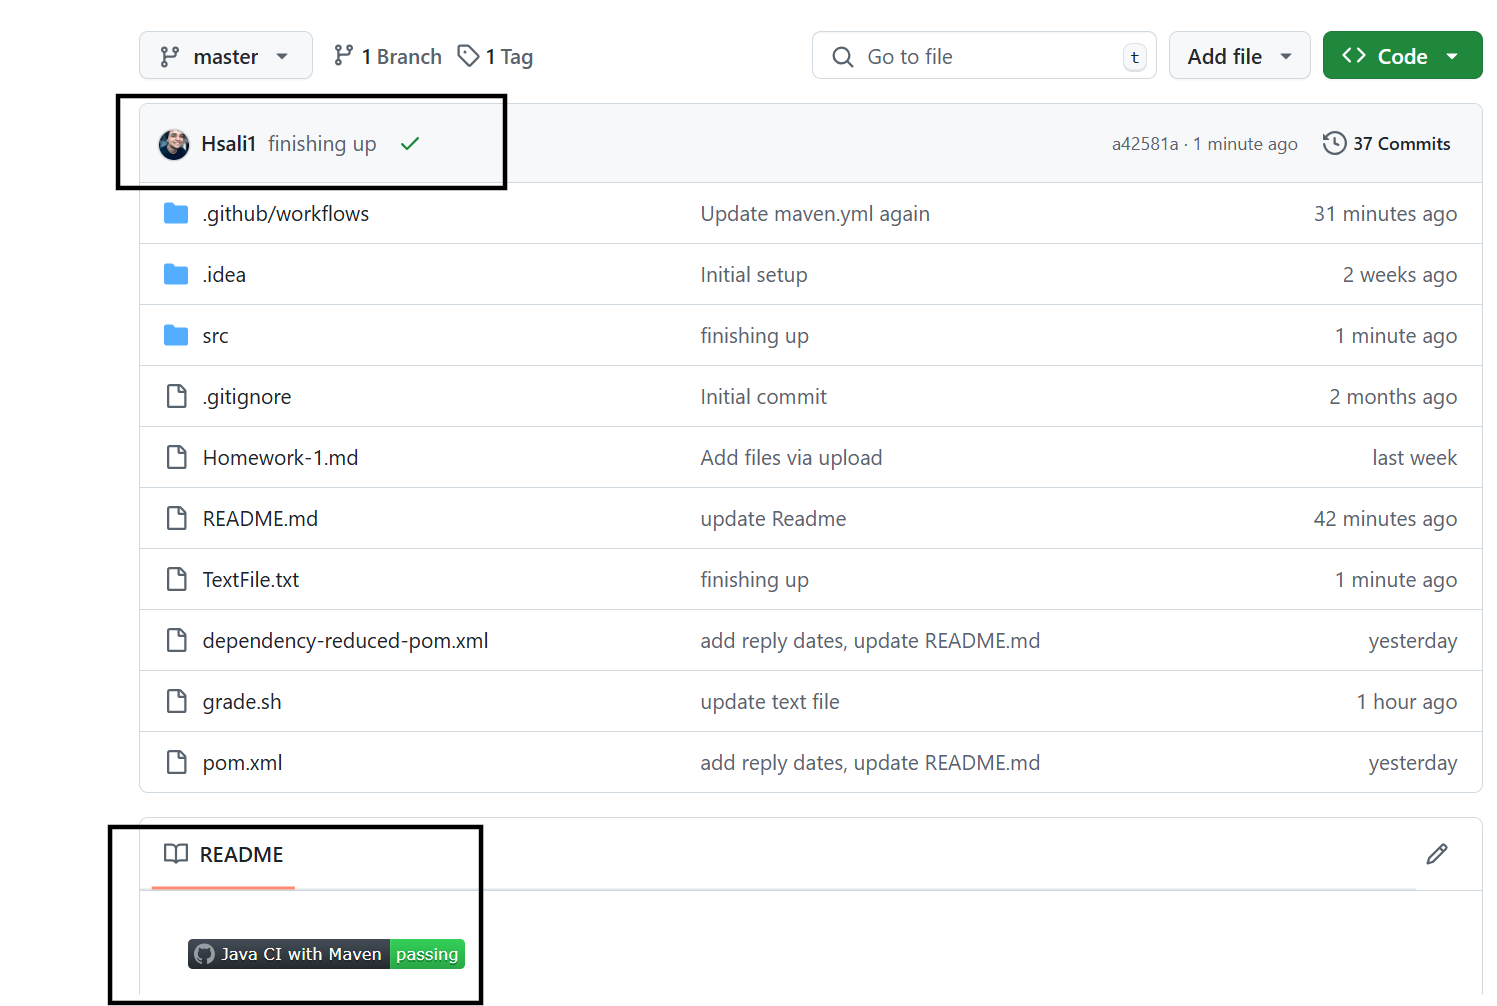 master 1 Branch 1 Tag Go to file t Add file Code
Hsali1 finishing up a42581a · 1 minute ago 37 Commits
.github/workflows Update maven.yml again 31 minutes ago
.idea Initial setup 2 weeks ago
src finishing up 1 minute ago
.gitignore Initial commit 2 months ago
Homework-1.md Add files via upload last week
README.md update Readme 42 minutes ago
TextFile.txt finishing up 1 minute ago
dependency-reduced-pom.xml add reply dates, update README.md yesterday
grade.sh update text file 1 hour ago
pom.xml add reply dates, update README.md yesterday
README
Java CI with Maven passing